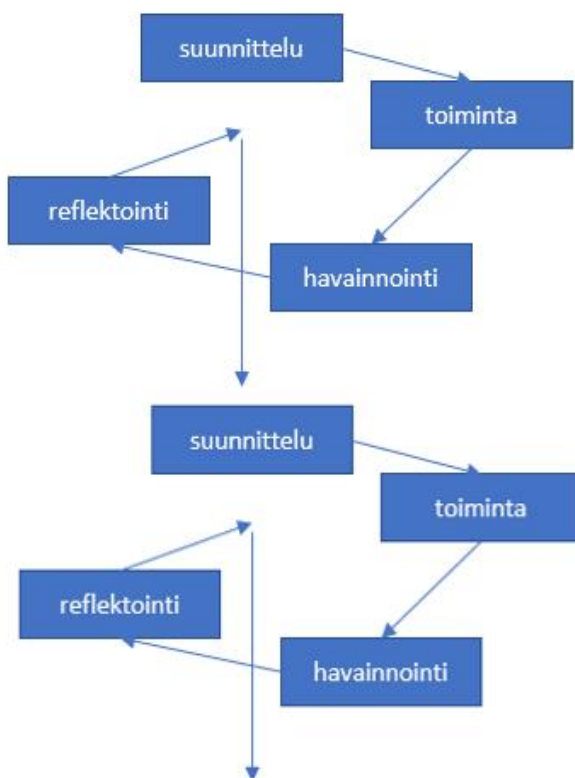 suunnittelu
toiminta
reflektointi
havainnointi
suunnittelu
toiminta
reflektointi
havainnointi